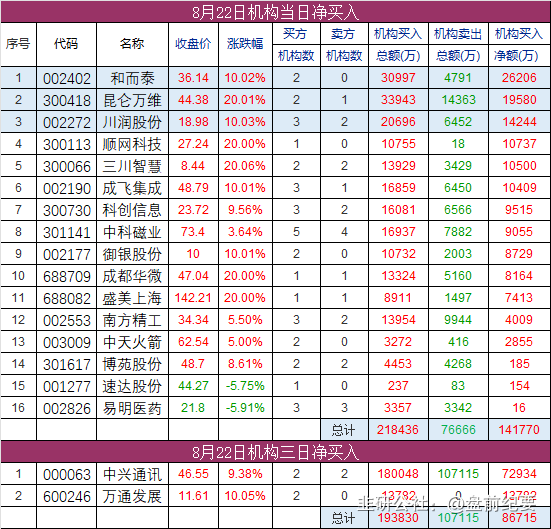 8月22日机构当日净买入
序号 代码 名称 收盘价 涨跌幅 买方机构数 卖方机构数 机构买入总额(万) 机构卖出总额(万) 机构买入净额(万)
1 002402 和而泰 36.14 10.02% 2 0 30997 4791 26206
2 300418 昆仑万维 44.38 20.01% 2 1 33943 14363 19580
3 002272 川润股份 18.98 10.03% 3 2 20696 6452 14244
4 300113 顺网科技 27.24 20.00% 1 0 10755 18 10737
5 300066 三川智慧 8.44 20.06% 2 2 13929 3429 10500
6 002190 成飞集成 48.79 10.01% 3 1 16859 6450 10409
7 300730 科创信息 23.72 9.56% 3 2 16081 6566 9515
8 301141 中科磁业 73.4 3.64% 5 4 16937 7882 9055
9 002177 御银股份 10 10.01% 2 0 10732 2003 8729
10 688709 成都华微 47.04 20.00% 1 1 13324 5160 8164
11 688082 盛美上海 142.21 20.00% 1 1 8911 1497 7413
12 002553 南方精工 34.34 5.50% 3 2 13954 9944 4009
13 003009 中天火箭 62.54 5.00% 2 0 3272 416 2855
14 301617 博苑股份 48.7 8.61% 2 2 4453 4268 185
15 001277 速达股份 44.27 -5.75% 1 0 237 83 154
16 002826 易明医药 21.8 -5.91% 3 3 3357 3342 16
总计 218436 76666 141770
8月22日机构三日净买入
1 000063 中兴通讯 46.55 9.38% 2 2 180048 107115 72934
2 600246 万通发展 11.61 10.05% 2 0 13782 0 13782
总计 193830 107115 86715
韭研公社：@盘前纪要